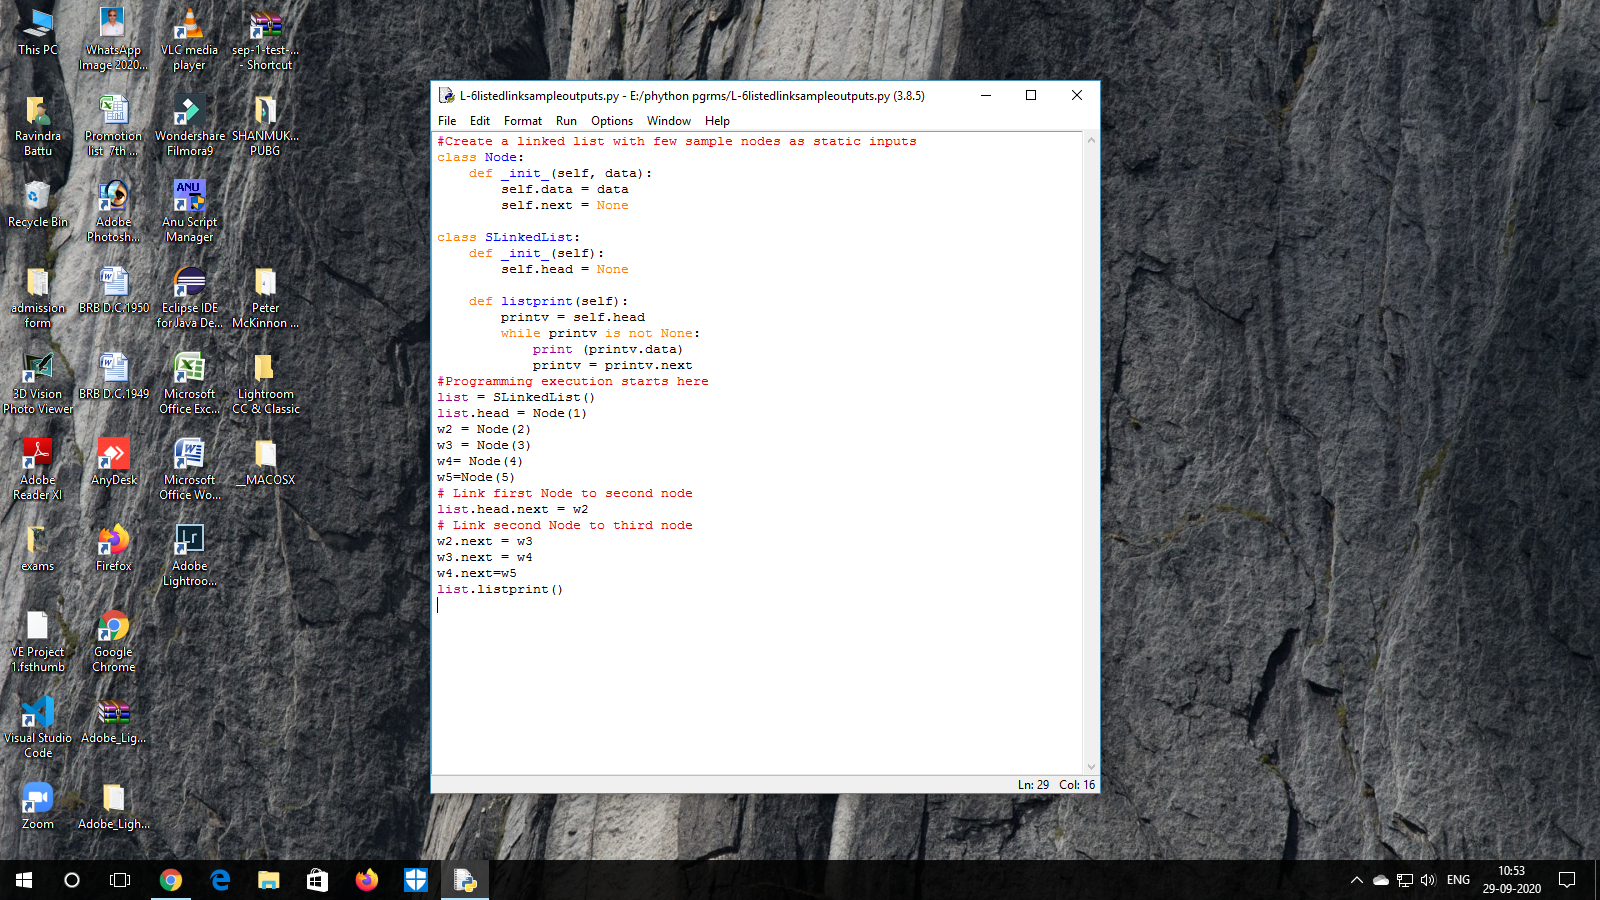 This PC
WhatsApp
Image 2020...
VLC media
player
sep-1-test-...
- Shortcut
Ravindra
Battu
Promotion
list 7th ...
Wondershare
Filmora9
SHANMUK...
PUBG
Recycle Bin
Adobe
Photosh...
ANU
Anu Script
Manager
admission
form
BRB D.C.1950
Eclipse IDE
for Java De...
Peter
McKinnon ...
3D Vision
Photo Viewer
BRB D.C.1949
Microsoft
Office Exc...
Lightroom
CC & Classic
Adobe
Reader XI
AnyDesk
Microsoft
Office Wo...
__MACOSX
exams
Firefox
Lr
Adobe
Lightroo...
VE Project
1.fsthumb
Google
Chrome
Visual Studio
Code
Adobe_Lig...
Zoom
Adobe_Ligh...
L-6listedlinksampleoutputs.py - E:/phython pgrms/L-6listedlinksampleoutputs.py (3.8.5)
File Edit Format Run Options Window Help
#Create a linked list with few sample nodes as static inputs
class Node:
    def _init_(self, data):
        self.data = data
        self.next = None

class SLinkedList:
    def _init_(self):
        self.head = None

    def listprint(self):
        printv = self.head
        while printv is not None:
            print (printv.data)
            printv = printv.next
#Programming execution starts here
list = SLinkedList()
list.head = Node(1)
w2 = Node(2)
w3 = Node(3)
w4= Node(4)
w5=Node(5)
# Link first Node to second node
list.head.next = w2
# Link second Node to third node
w2.next = w3
w3.next = w4
w4.next=w5
list.listprint()
Ln: 29 Col: 16
ENG
10:53
29-09-2020